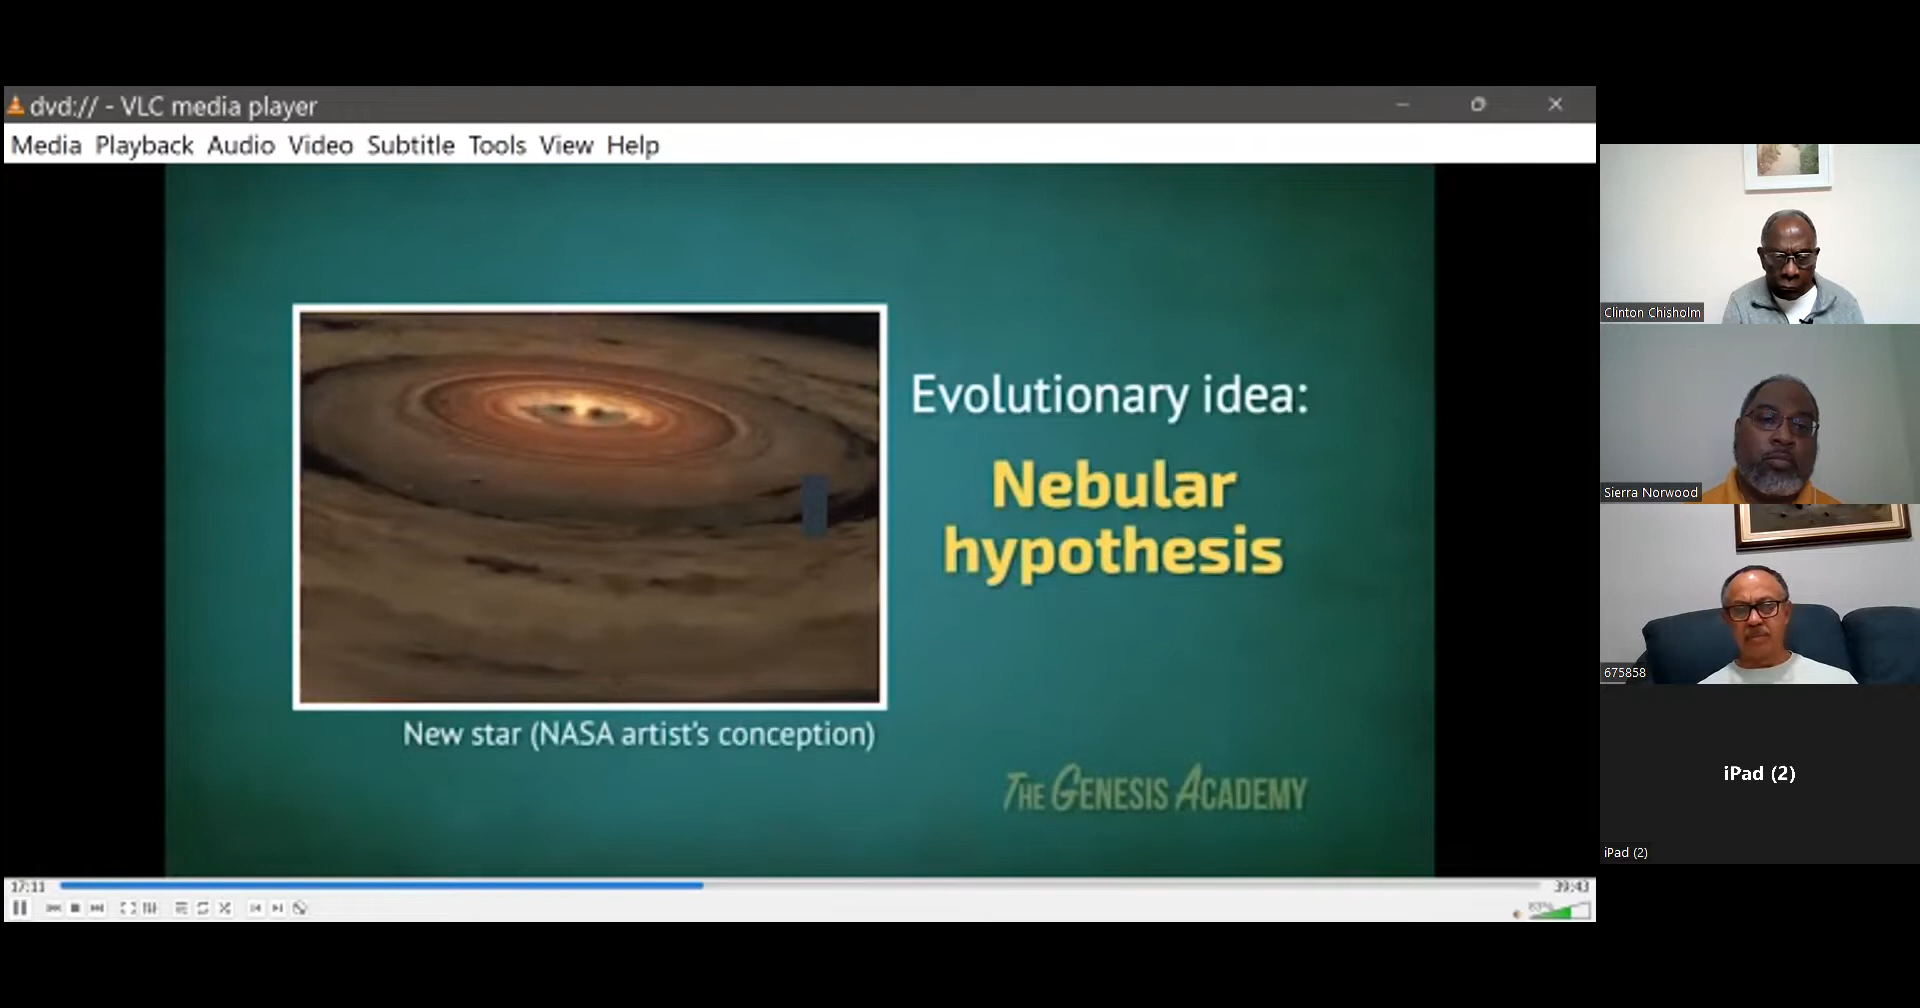 dvd:// - VLC media player
Media Playback Audio Video Subtitle Tools View Help
Evolutionary idea:
Nebular
hypothesis
New star (NASA artist's conception)
THE GENESIS ACADEMY
17:11
39:43
83%
Clinton Chisholm
Sierra Norwood
675858
iPad (2)
iPad (2)